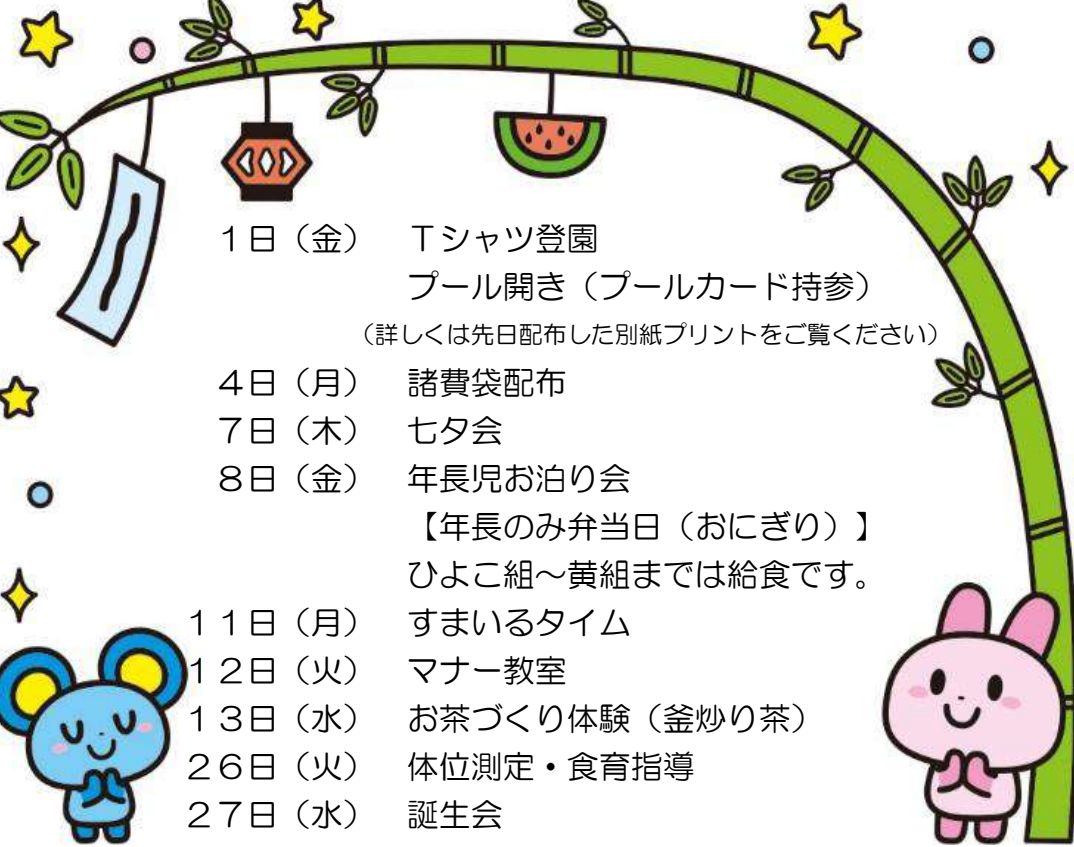 １日（金）　Ｔシャツ登園
プール開き（プールカード持参）
（詳しくは先日配布した別紙プリントをご覧ください）
４日（月）　諸費袋配布
７日（木）　七夕会
８日（金）　年長児お泊り会
【年長のみ弁当日（おにぎり）】
ひよこ組～黄組までは給食です。
１１日（月）　すまいるタイム
１２日（火）　マナー教室
１３日（水）　お茶づくり体験（釜炒り茶）
２６日（火）　体位測定・食育指導
２７日（水）　誕生会